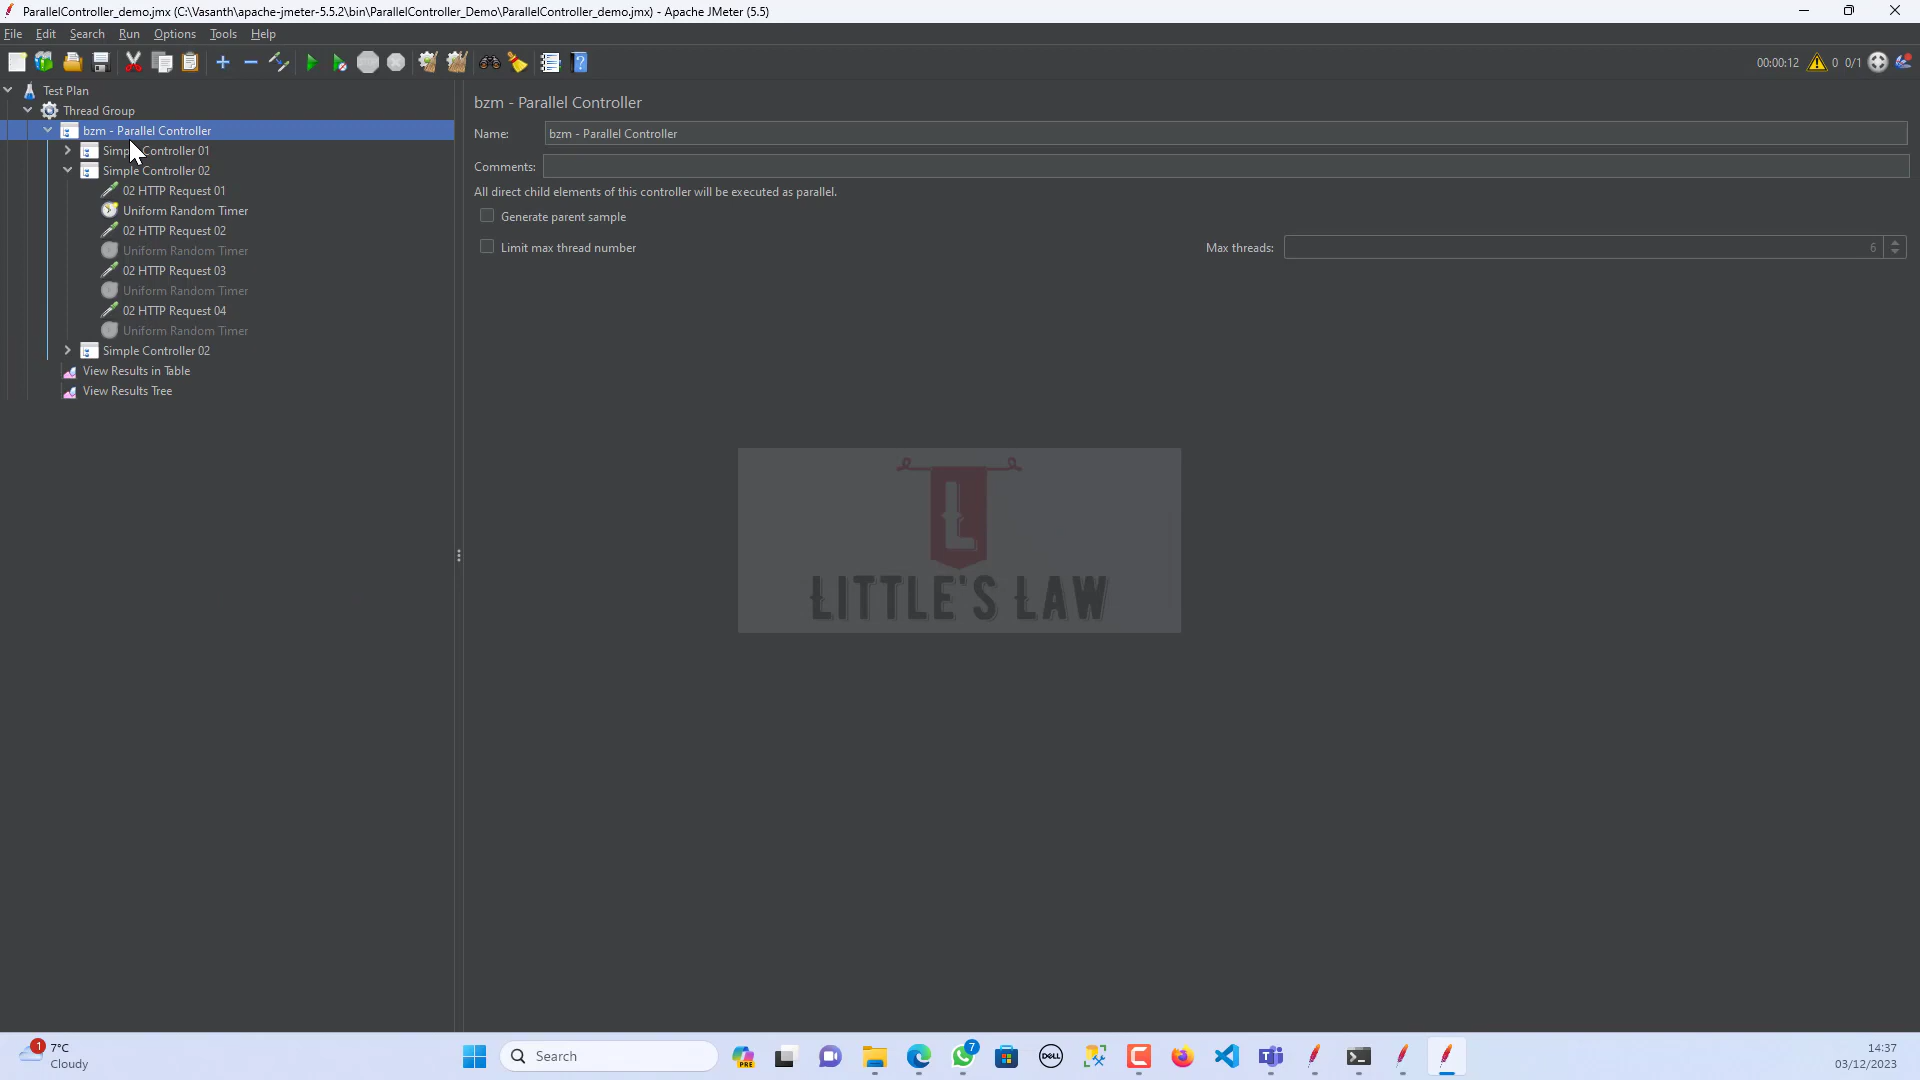 ParallelController_demo.jmx (C:\Vasanth\apache-jmeter-5.5.2\bin\ParallelController_Demo\ParallelController_demo.jmx) - Apache JMeter (5.5)
File Edit Search Run Options Tools Help
00:00:12 0 0/1
Test Plan
Thread Group
bzm - Parallel Controller
Simp Controller 01
Simple Controller 02
02 HTTP Request 01
Uniform Random Timer
02 HTTP Request 02
Uniform Random Timer
02 HTTP Request 03
Uniform Random Timer
02 HTTP Request 04
Uniform Random Timer
Simple Controller 02
View Results in Table
View Results Tree
bzm - Parallel Controller
Name: bzm - Parallel Controller
Comments:
All direct child elements of this controller will be executed as parallel.
Generate parent sample
Limit max thread number Max threads: 6
L
LITTLE'S LAW
1 7°C
Cloudy
Search
PRE
7
DELL
14:37
03/12/2023